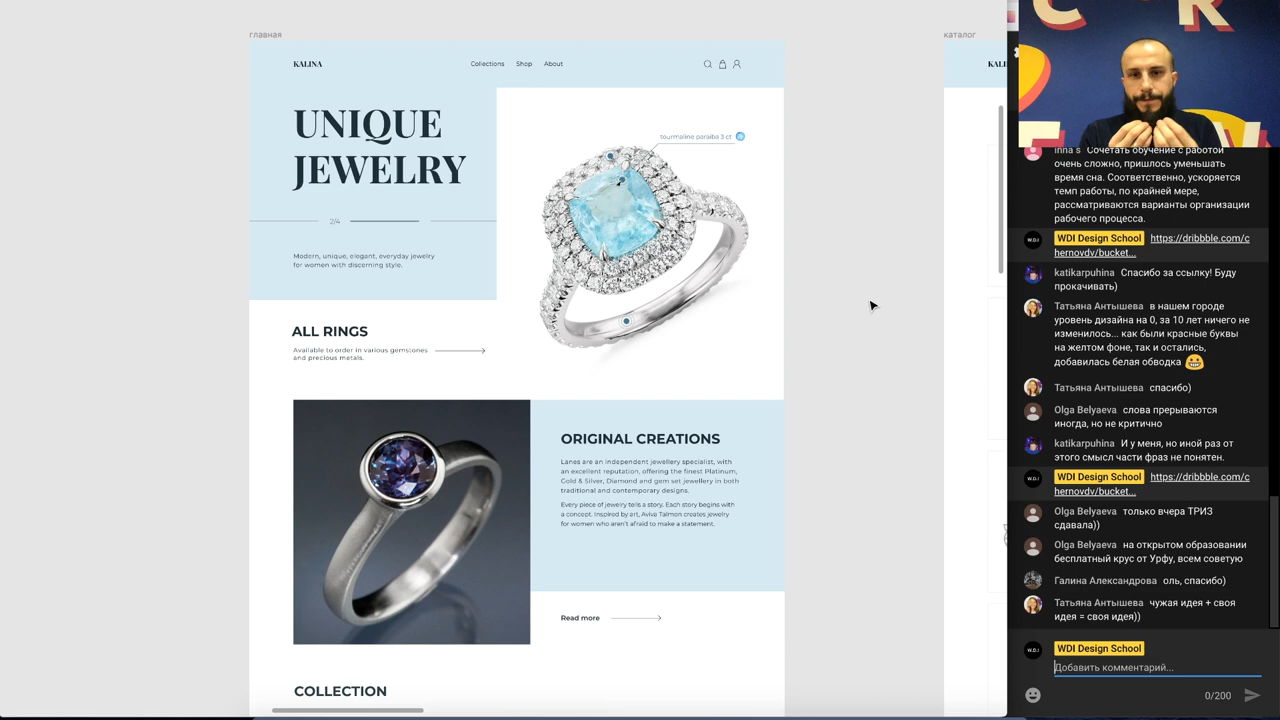 главная
каталог
KALINA
Collections
Shop
About
UNIQUE
JEWELRY
2/4
Modern, unique, elegant, everyday jewelry
for women with discerning style.
tourmaline paraiba 3 ct
ALL RINGS
Available to order in various gemstones
and precious metals.
ORIGINAL CREATIONS
Lanes are an independent jewellery specialist, with
an excellent reputation, offering the finest Platinum,
Gold & Silver, Diamond and gem set jewellery in both
traditional and contemporary designs.
Every piece of jewelry tells a story. Each story begins with
a concept. Inspired by art, Aviva Talmon creates jewelry
for women who aren't afraid to make a statement.
Read more
COLLECTION
KALI
inna s Сочетать обучение с работой
очень сложно, пришлось уменьшать
время сна. Соответственно, ускоряется
темп работы, по крайней мере,
рассматриваются варианты организации
рабочего процесса.
WDI Design School https://dribbble.com/c
hernovdv/bucket...
katikarpuhina Спасибо за ссылку! Буду
прокачивать)
Татьяна Антышева в нашем городе
уровень дизайна на 0, за 10 лет ничего не
изменилось... как были красные буквы
на желтом фоне, так и остались,
добавилась белая обводка
Татьяна Антышева спасибо)
Olga Belyaeva слова прерываются
иногда, но не критично
katikarpuhina И у меня, но иной раз от
этого смысл части фраз не понятен.
WDI Design School https://dribbble.com/c
hernovdv/bucket...
Olga Belyaeva только вчера ТРИЗ
сдавала))
Olga Belyaeva на открытом образовании
бесплатный крус от Урфу, всем советую
Галина Александрова оль, спасибо)
Татьяна Антышева чужая идея + своя
идея = своя идея))
W.D.I WDI Design School
Добавить комментарий...
0/200